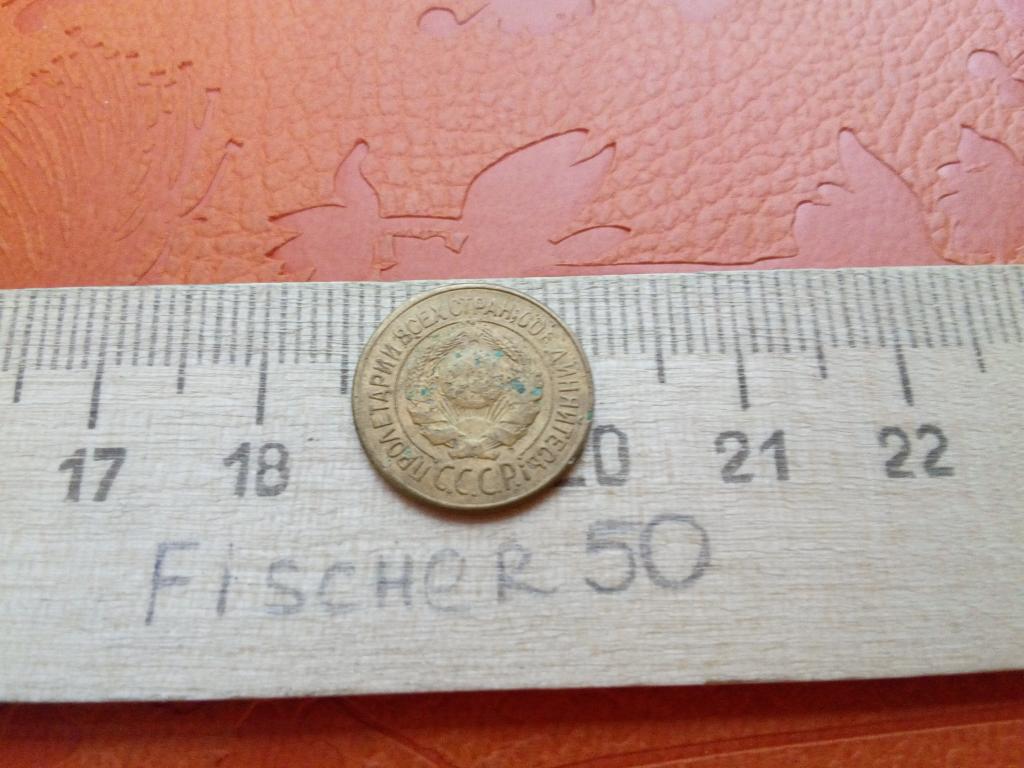 ПРОЛЕТАРИИ ВСЕХ СТРАН, СОЕДИНЯЙТЕСЬ!
С.С.С.Р.
17 18 20 21 22
FISCHeR 50